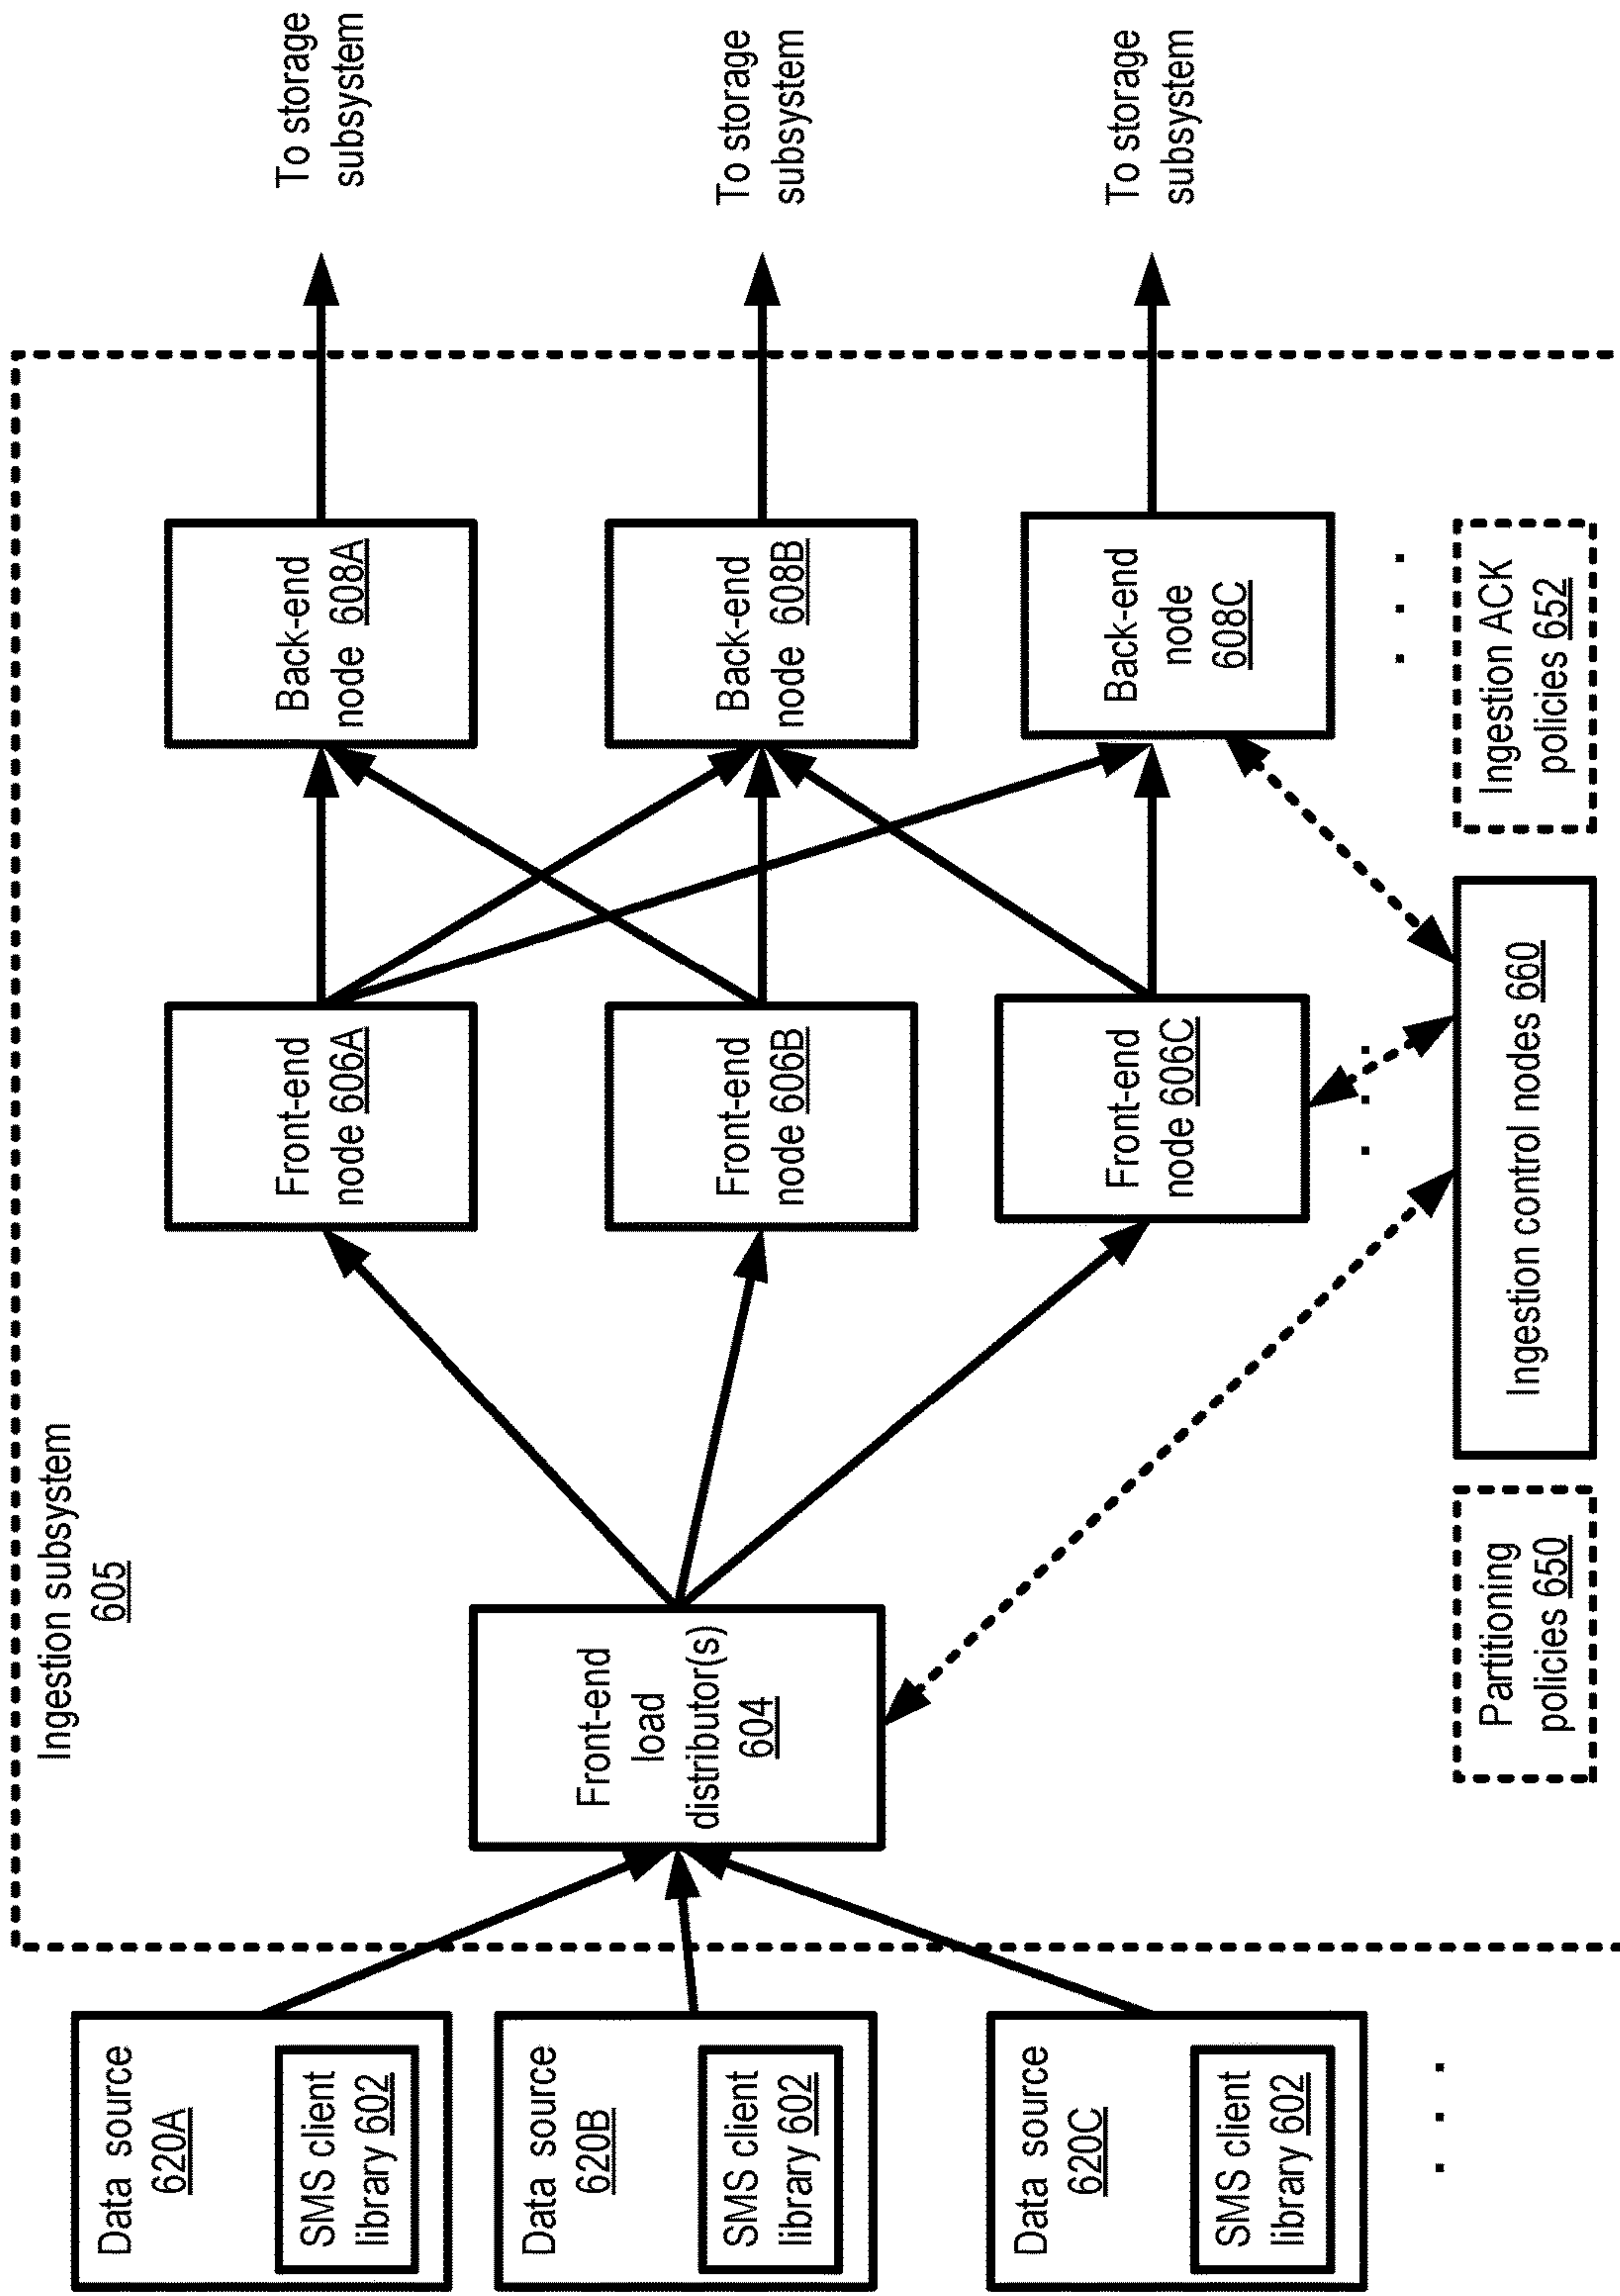 Ingestion subsystem
605
Data source
620A
SMS client
library 602
Data source
620B
SMS client
library 602
Data source
620C
SMS client
library 602
. . .
Front-end
load
distributor(s)
604
Front-end
node 606A
Front-end
node 606B
Front-end
node 606C
. . .
Back-end
node 608A
Back-end
node 608B
Back-end
node
608C
. . .
To storage
subsystem
To storage
subsystem
To storage
subsystem
Partitioning
policies 650
Ingestion control nodes 660
Ingestion ACK
policies 652